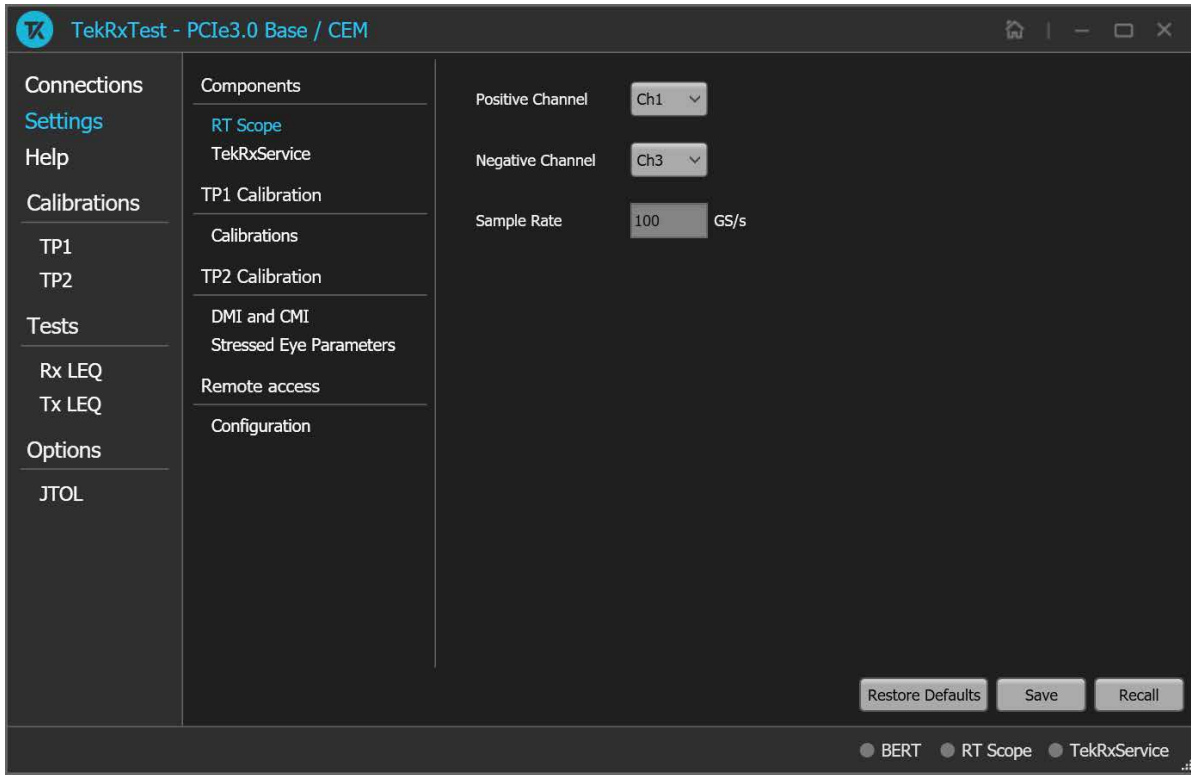 TekRxTest - PCIe3.0 Base / CEM
Connections
Settings
Help
Calibrations
TP1
TP2
Tests
Rx LEQ
Tx LEQ
Options
JTOL
Components
RT Scope
TekRxService
TP1 Calibration
Calibrations
TP2 Calibration
DMI and CMI
Stressed Eye Parameters
Remote access
Configuration
Positive Channel Ch1
Negative Channel Ch3
Sample Rate 100 GS/s
Restore Defaults Save Recall
BERT RT Scope TekRxService